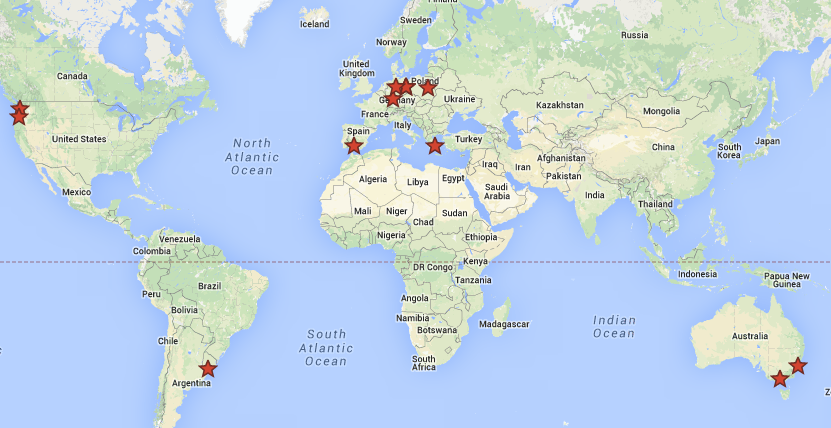 Finland
Sweden
Iceland
Norway
Russia
United
Kingdom
Canada
Poland
Germany
Ukraine
Kazakhstan
Mongolia
France
Italy
Spain
Turkey
United States
North
Atlantic
Ocean
China
South
Korea
Japan
Iraq
Iran
Afghanistan
Pakistan
Algeria
Libya
Egypt
Saudi
Arabia
Mexico
India
Thailand
Mali
Niger
Chad
Sudan
Nigeria
Ethiopia
Venezuela
Colombia
DR Congo
Kenya
Tanzania
Indonesia
Papua New
Guinea
Peru
Brazil
Bolivia
Angola
Namibia
Botswana
Madagascar
South
Atlantic
Ocean
Indian
Ocean
Chile
Australia
South
Africa
Argentina